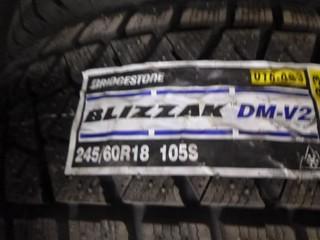 BRIDGESTONE
BLIZZAK DM-V2
245/60R18 105S